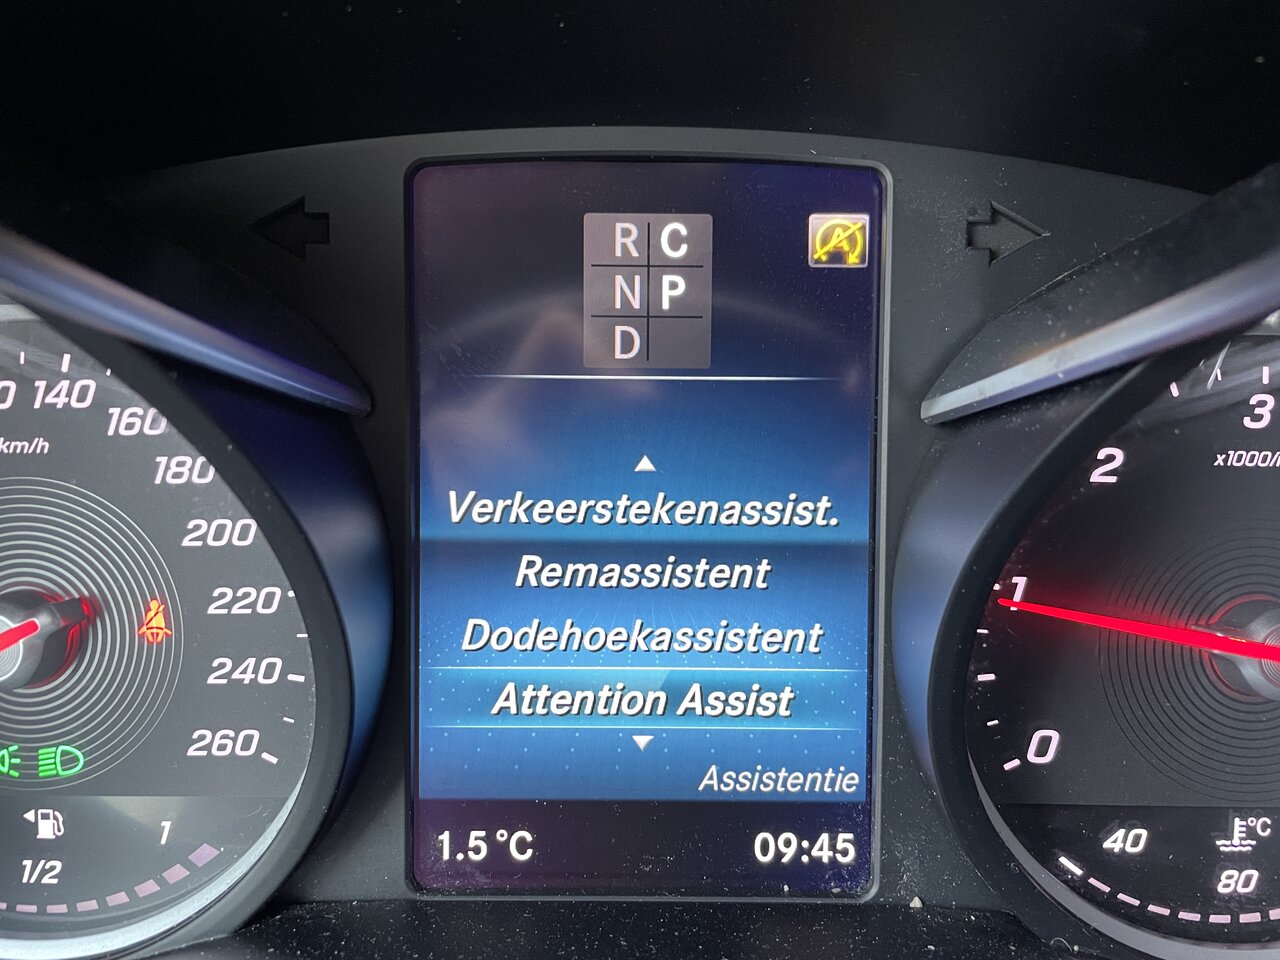 R C
N P
D
A
140
160
km/h
180
200
220
240
260
1/2
1
Verkeerstekenassist.
Remassistent
Dodehoekassistent
Attention Assist
Assistentie
1.5 °C
09:45
3
2
x1000/
1
0
40
°C
80